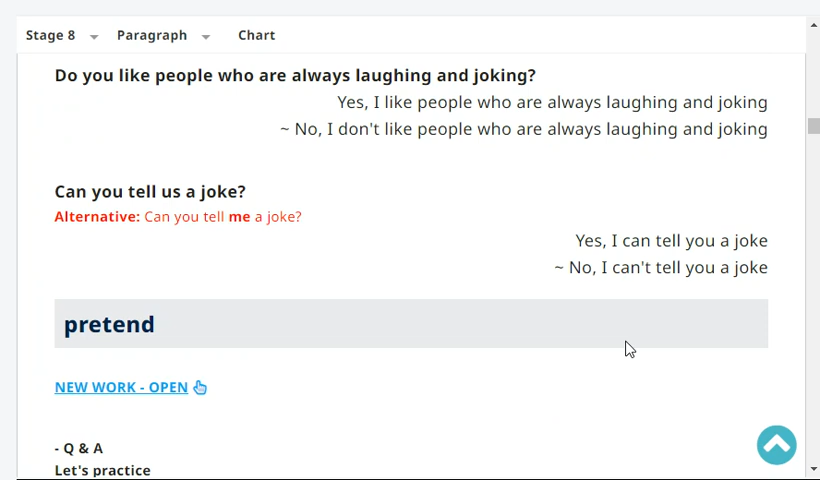 Stage 8 Paragraph Chart
Do you like people who are always laughing and joking?
Yes, I like people who are always laughing and joking
~ No, I don't like people who are always laughing and joking
Can you tell us a joke?
Alternative: Can you tell me a joke?
Yes, I can tell you a joke
~ No, I can't tell you a joke
pretend
NEW WORK - OPEN
- Q & A
Let's practice